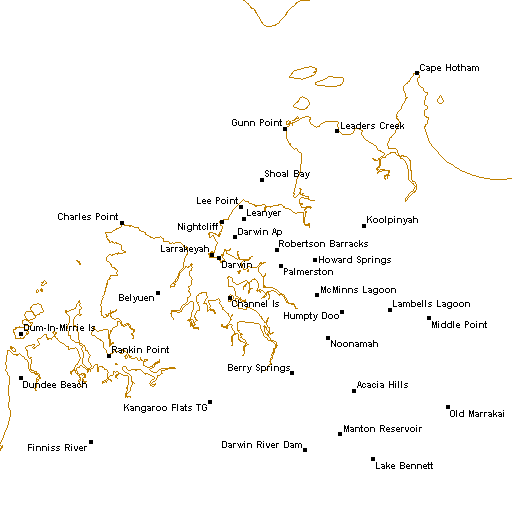 Cape Hotham
Gunn Point
Leaders Creek
Shoal Bay
Lee Point
Leanyer
Charles Point
Nightcliff
Koolpinyah
Darwin Ap
Larrakeyah
Robertson Barracks
Darwin
Howard Springs
Palmerston
Belyuen
McMinns Lagoon
Channel Is
Lambells Lagoon
Humpty Doo
Middle Point
Dum-In-Mirrie Is
Noonamah
Rankin Point
Berry Springs
Dundee Beach
Acacia Hills
Kangaroo Flats TG
Old Marrakai
Manton Reservoir
Finniss River
Darwin River Dam
Lake Bennett